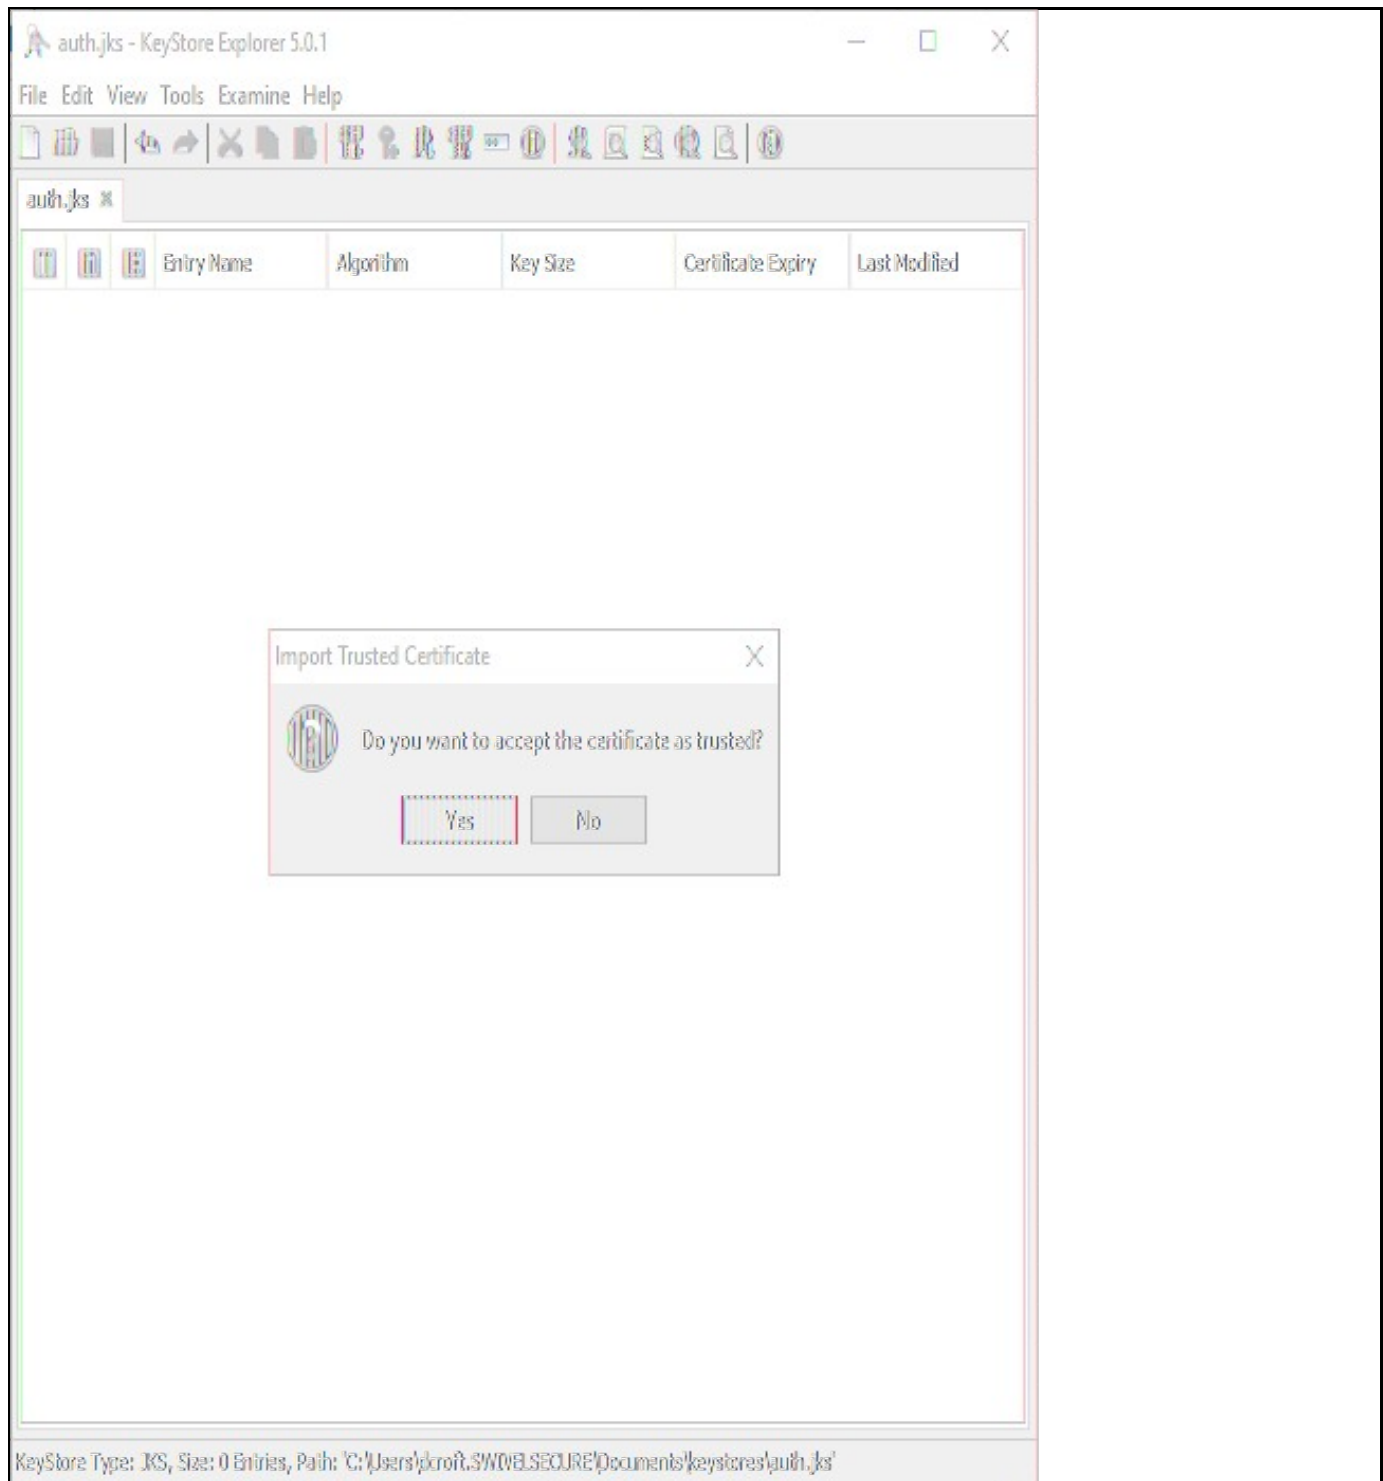 auth.jks - KeyStore Explorer 5.0.1
File Edit View Tools Examine Help
auth.jks
Entry Name Algorithm Key Size Certificate Expiry Last Modified
Import Trusted Certificate
Do you want to accept the certificate as trusted?
Yes No
KeyStore Type: JKS, Size: 0 Entries, Path: 'C:\Users\dcroft.SWIVELSECURE\Documents\keystores\auth.jks'